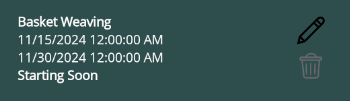 Basket Weaving
11/15/2024 12:00:00 AM
11/30/2024 12:00:00 AM
Starting Soon